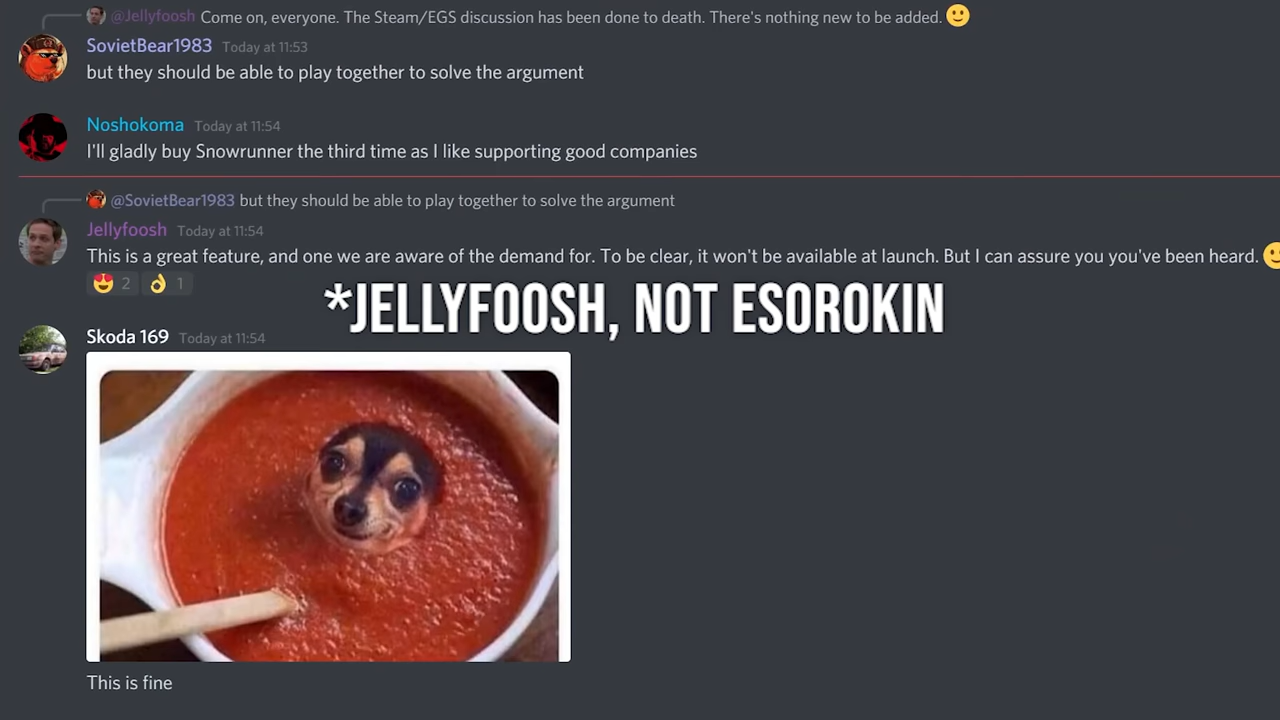 @Jellyfoosh Come on, everyone. The Steam/EGS discussion has been done to death. There's nothing new to be added. 🙂
SovietBear1983 Today at 11:53
but they should be able to play together to solve the argument
Noshokoma Today at 11:54
I'll gladly buy Snowrunner the third time as I like supporting good companies
@SovietBear1983 but they should be able to play together to solve the argument
Jellyfoosh Today at 11:54
This is a great feature, and one we are aware of the demand for. To be clear, it won't be available at launch. But I can assure you you've been heard. 🙂
😍 2 👌 1
*JELLYFOOSH, NOT ESOROKIN
Skoda 169 Today at 11:54
This is fine